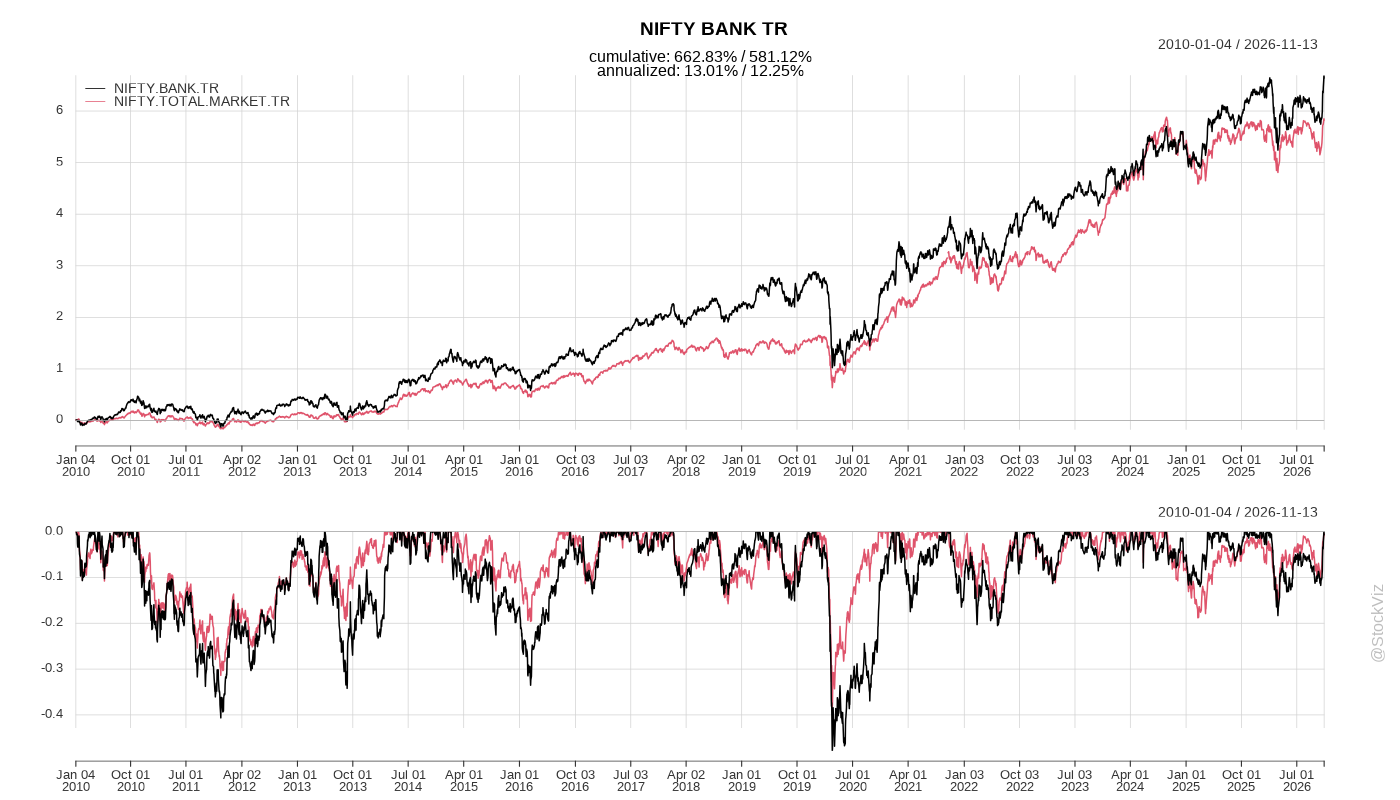 NIFTY BANK TR
cumulative: 662.83% / 581.12%
annualized: 13.01% / 12.25%
2010-01-04 / 2026-11-13
NIFTY.BANK.TR
NIFTY.TOTAL.MARKET.TR
6
5
4
3
2
1
0
Jan 04 Oct 01 Jul 01 Apr 02 Jan 01 Oct 01 Jul 01 Apr 01 Jan 01 Oct 03 Jul 03 Apr 02 Jan 01 Oct 01 Jul 01 Apr 01 Jan 03 Oct 03 Jul 03 Apr 01 Jan 01 Oct 01 Jul 01
2010 2010 2011 2012 2013 2013 2014 2015 2016 2016 2017 2018 2019 2019 2020 2021 2022 2022 2023 2024 2025 2025 2026
2010-01-04 / 2026-11-13
0.0
-0.1
-0.2
-0.3
-0.4
Jan 04 Oct 01 Jul 01 Apr 02 Jan 01 Oct 01 Jul 01 Apr 01 Jan 01 Oct 03 Jul 03 Apr 02 Jan 01 Oct 01 Jul 01 Apr 01 Jan 03 Oct 03 Jul 03 Apr 01 Jan 01 Oct 01 Jul 01
2010 2010 2011 2012 2013 2013 2014 2015 2016 2016 2017 2018 2019 2019 2020 2021 2022 2022 2023 2024 2025 2025 2026
@StockViz